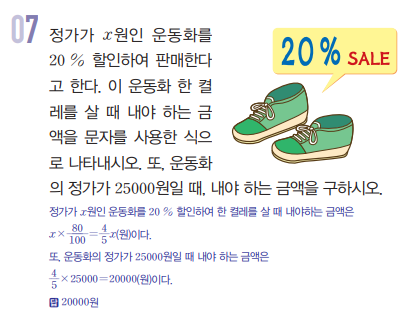 07 정가가 x원인 운동화를
20 % 할인하여 판매한다
고 한다. 이 운동화 한 켤
레를 살 때 내야 하는 금
액을 문자를 사용한 식으
로 나타내시오. 또, 운동화
의 정가가 25000원일 때, 내야 하는 금액을 구하시오.
20% SALE
정가가 x원인 운동화를 20 % 할인하여 한 켤레를 살 때 내야하는 금액은
x×80/100=4/5x(원)이다.
또, 운동화의 정가가 25000원일 때 내야 하는 금액은
4/5×25000=20000(원)이다.
답 20000원